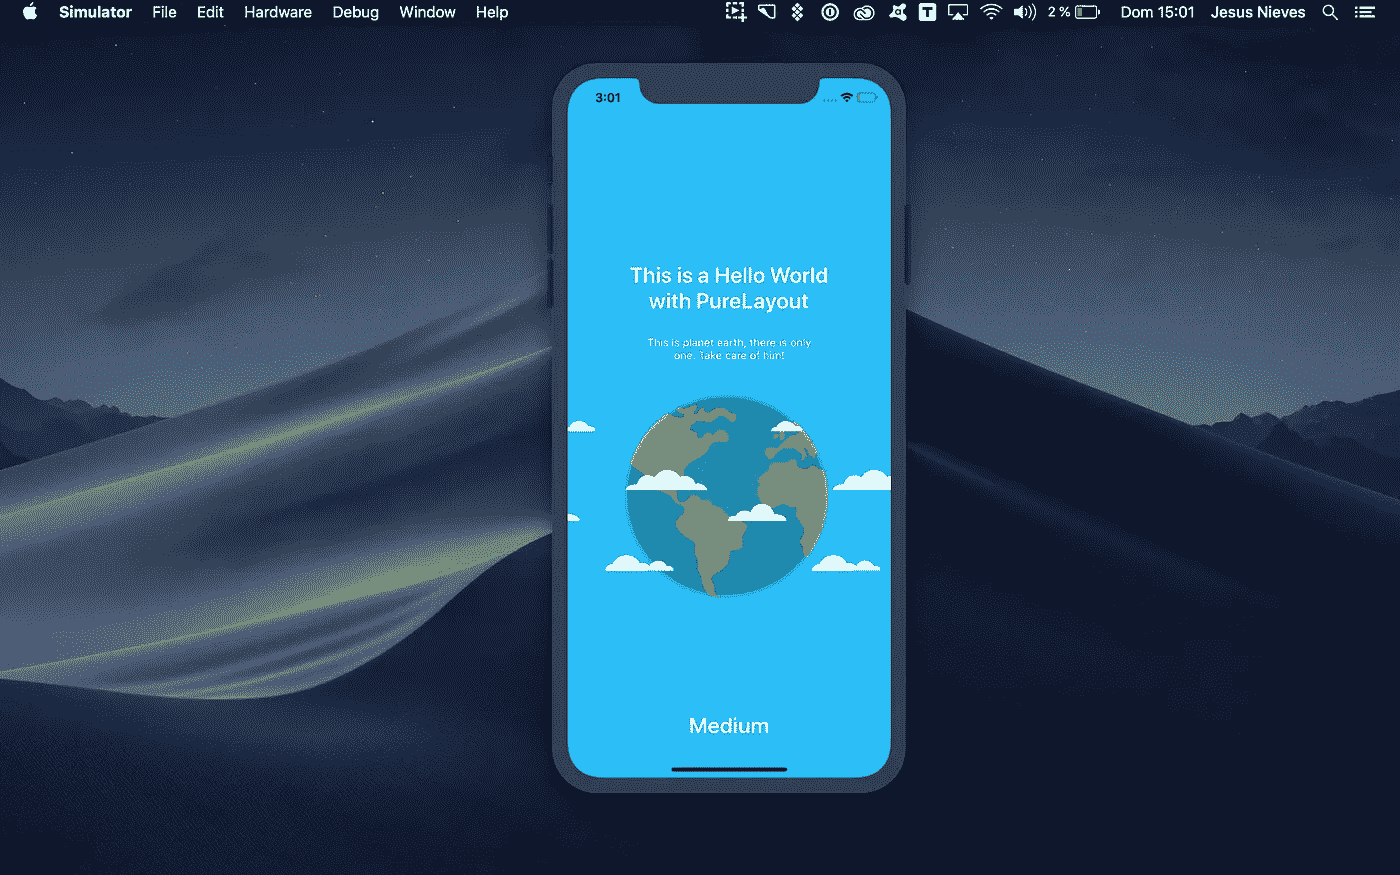 Simulator File Edit Hardware Debug Window Help 2 % Dom 15:01 Jesus Nieves
3:01
This is a Hello World
with PureLayout
This is planet earth, there is only
one. Take care of him!
Medium